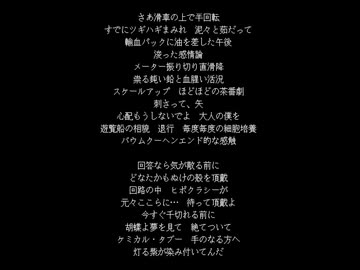 さあ滑車の上で半回転
すでにツギハギまみれ　泥々と茹だって
輸血パックに油を差した午後
浚った感情論
メーター振り切り直滑降
祟る鈍い鉛と血腥い活況
スケールアップ　ほどほどの茶番劇
刺さって、矢
心配もうしないでよ　大人の僕を
遊覧船の相貌　退行　毎度毎度の細胞培養
バウムクーヘンエンド的な感触
回答なら気が散る前に
どなたかもぬけの殻を頂戴
回路の中　ヒポクラシーが
元々ここらに…　待って頂戴よ
今すぐ千切れる前に
胡蝶よ夢を見て　絶てついて
ケミカル・タブー　手のなる方へ
灯る紫が染み付いてんだ